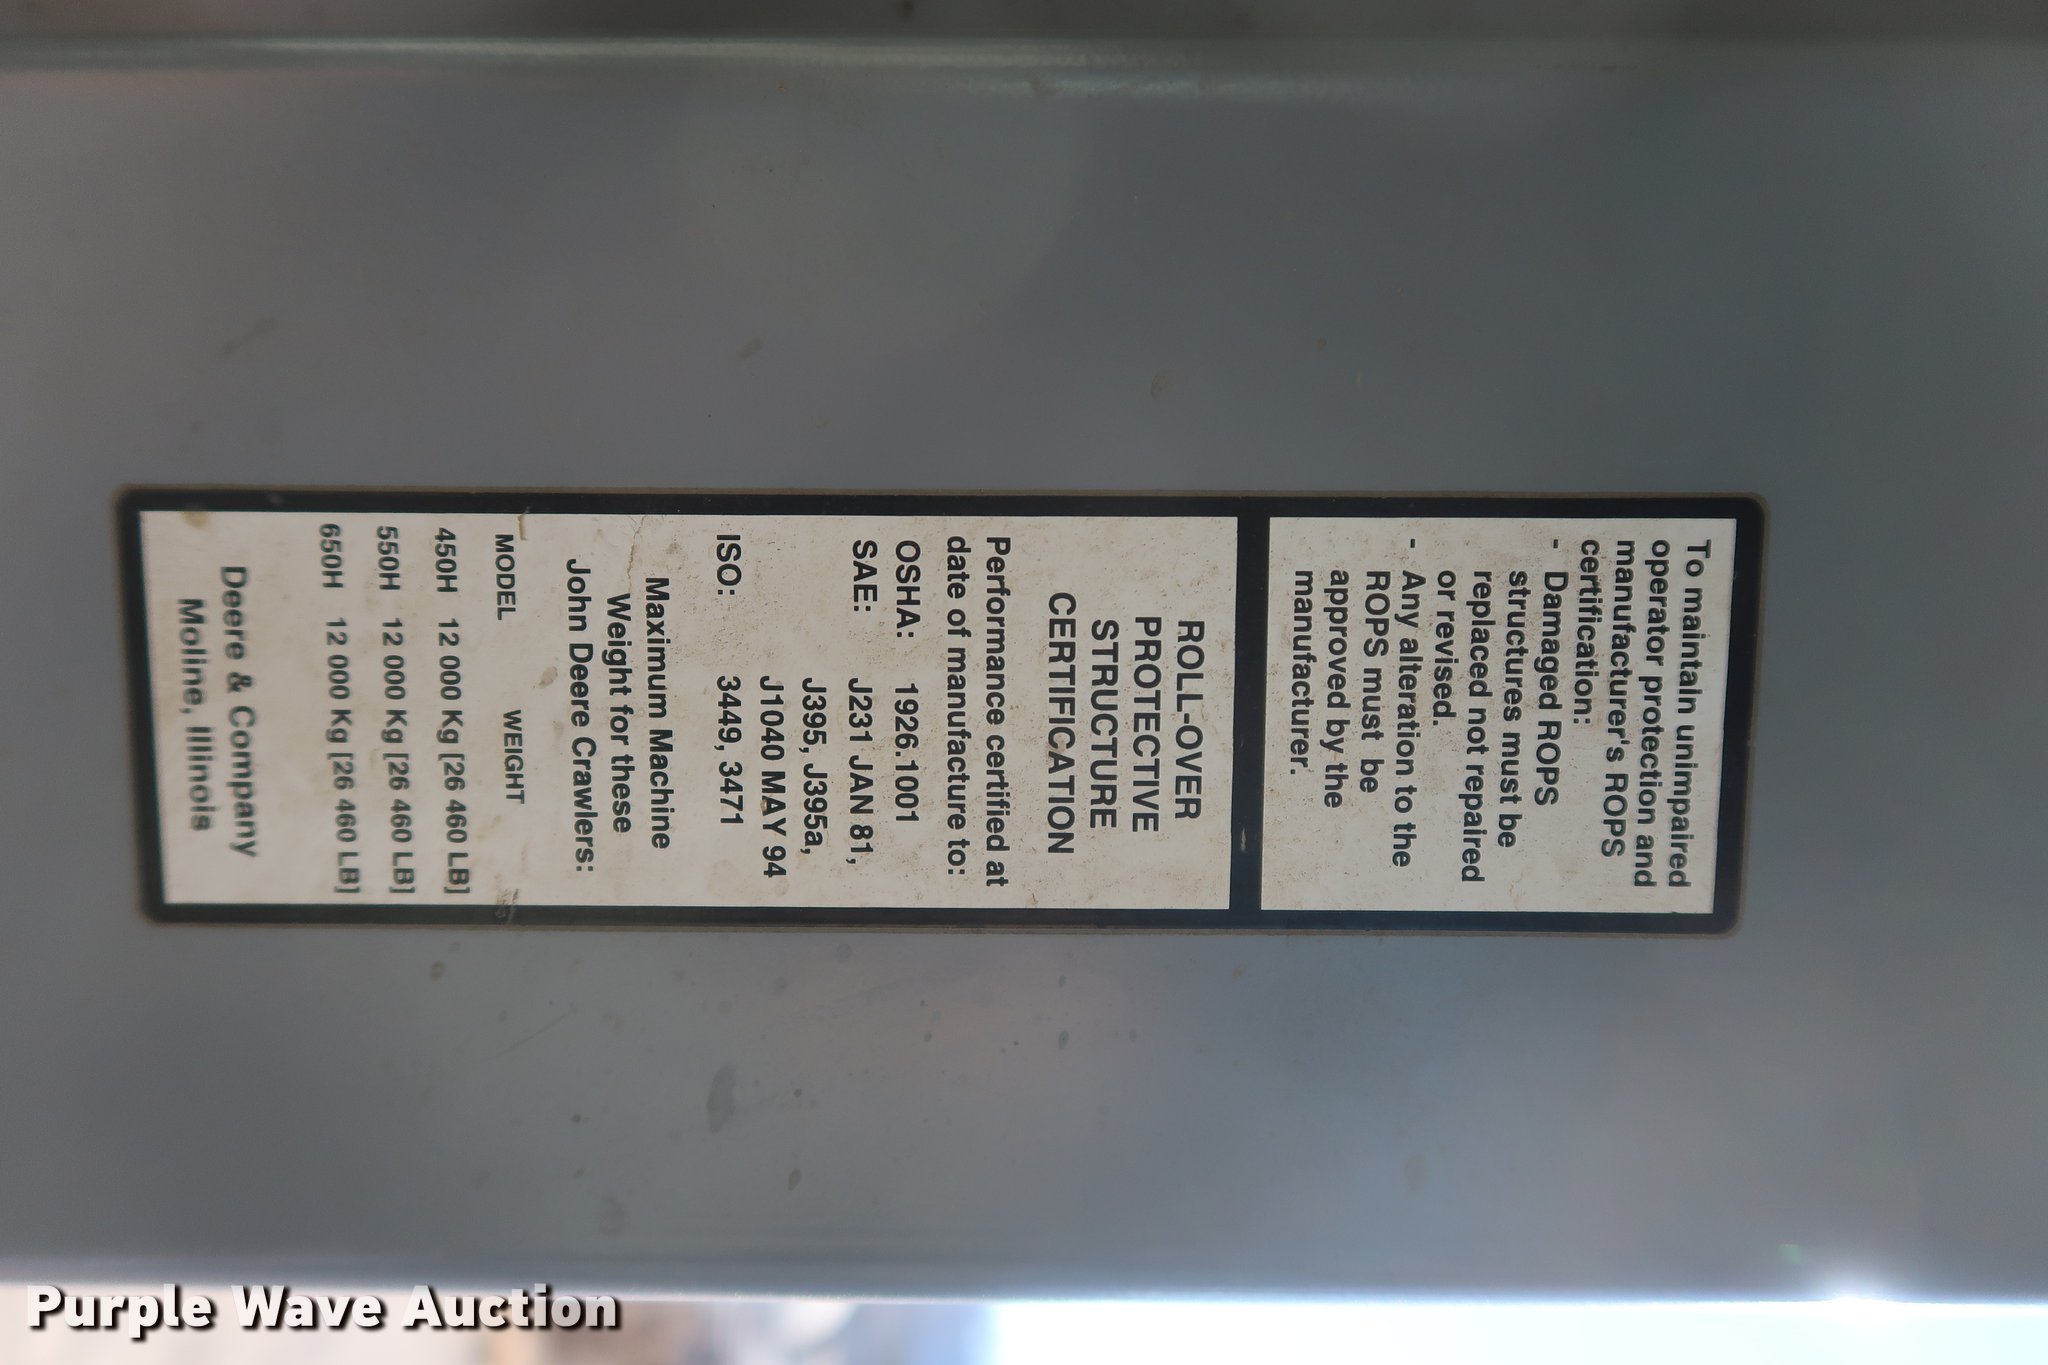 To maintain unimpaired
operator protection and
manufacturer's ROPS
certification:
- Damaged ROPS
structures must be
replaced not repaired
or revised.
- Any alteration to the
ROPS must be
approved by the
manufacturer.
ROLL-OVER
PROTECTIVE
STRUCTURE
CERTIFICATION
Performance certified at
date of manufacture to:
OSHA: 1926.1001
SAE: J231 JAN 81,
J395, J395a,
J1040 MAY 94
ISO: 3449, 3471
Maximum Machine
Weight for these
John Deere Crawlers:
MODEL WEIGHT
450H 12 000 Kg [26 460 LB]
550H 12 000 Kg [26 460 LB]
650H 12 000 Kg [26 460 LB]
Deere & Company
Moline, Illinois
Purple Wave Auction